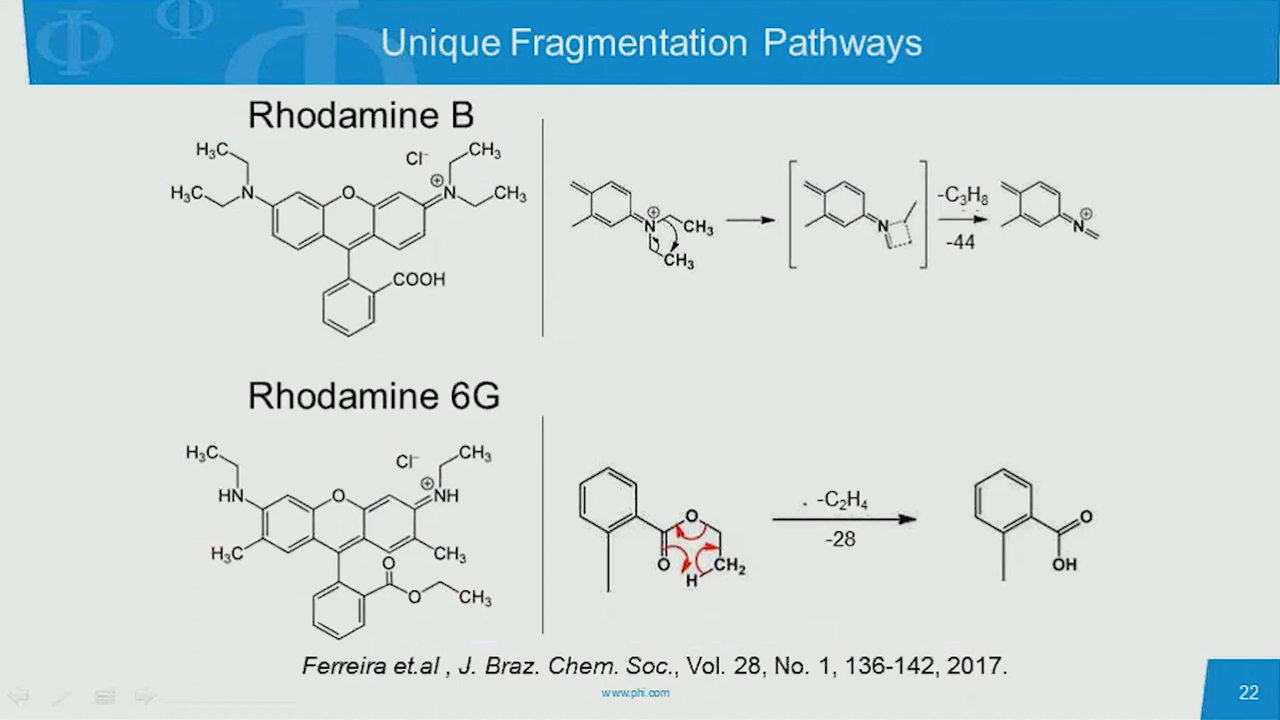 Unique Fragmentation Pathways
Rhodamine B
H₃C
Cl⁻
CH₃
H₃C
N
O
⊕
N
CH₃
COOH
⊕
N
CH₃
CH₃
N
-C₃H₈
-44
⊕
N
Rhodamine 6G
H₃C
Cl⁻
CH₃
HN
O
⊕
NH
H₃C
CH₃
O
O
CH₃
O
O
H
CH₂
. -C₂H₄
-28
O
OH
Ferreira et.al , J. Braz. Chem. Soc., Vol. 28, No. 1, 136-142, 2017.
www.phi.com
22